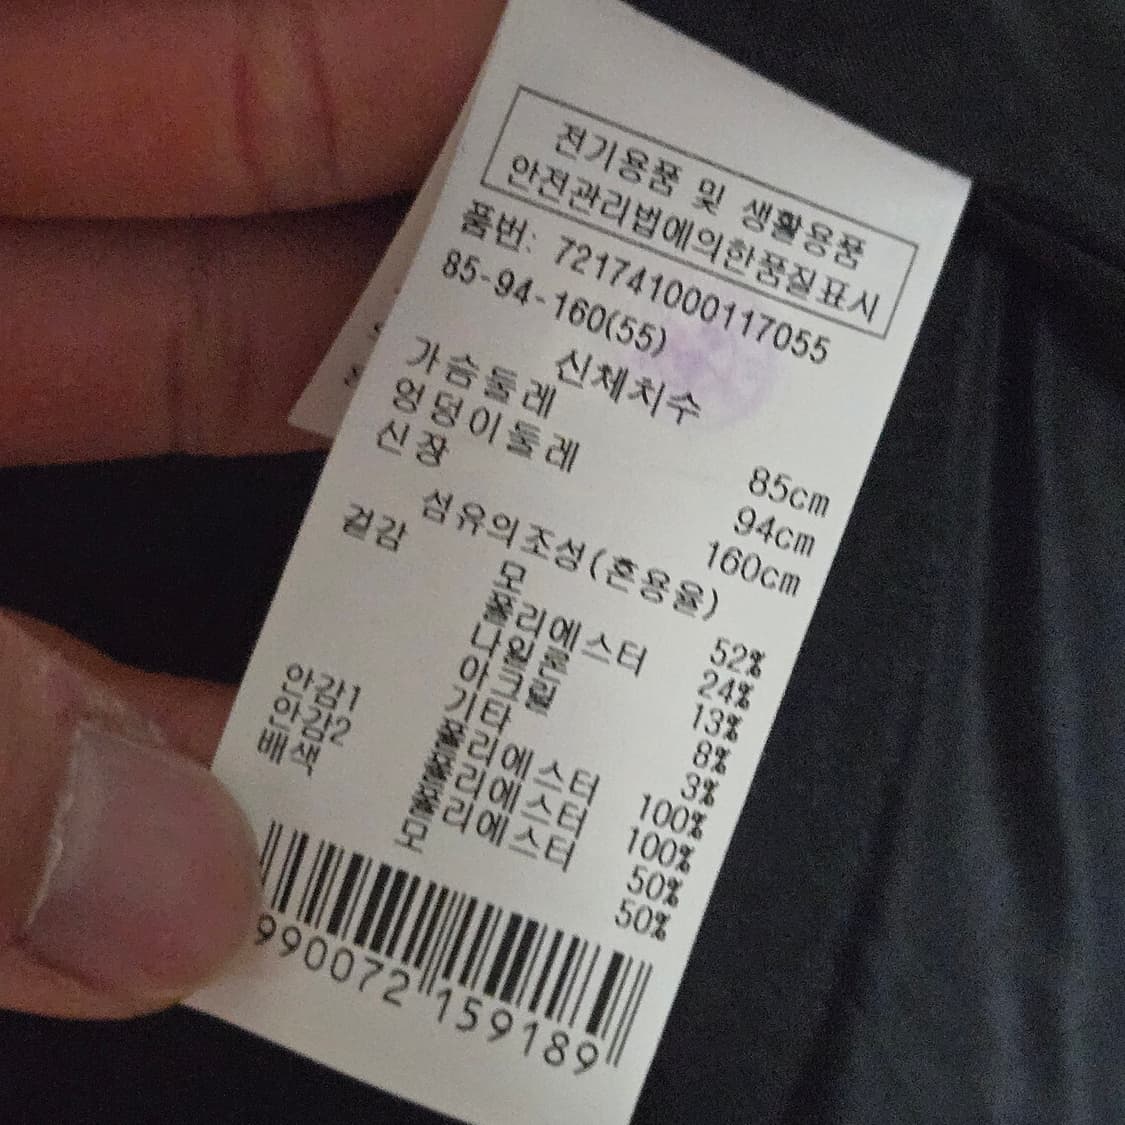 전기용품 및 생활용품
안전관리법에의한품질표시
품번: 721741000117055
85-94-160(55)
신체치수
가슴둘레 85cm
엉덩이둘레 94cm
신장 160cm
섬유의조성(혼용율)
겉감 모 52%
폴리에스터 24%
나일론 13%
아크릴 8%
기타 3%
안감1 폴리에스터 100%
안감2 폴리에스터 100%
배색 폴리에스터 50%
모 50%
990072159189